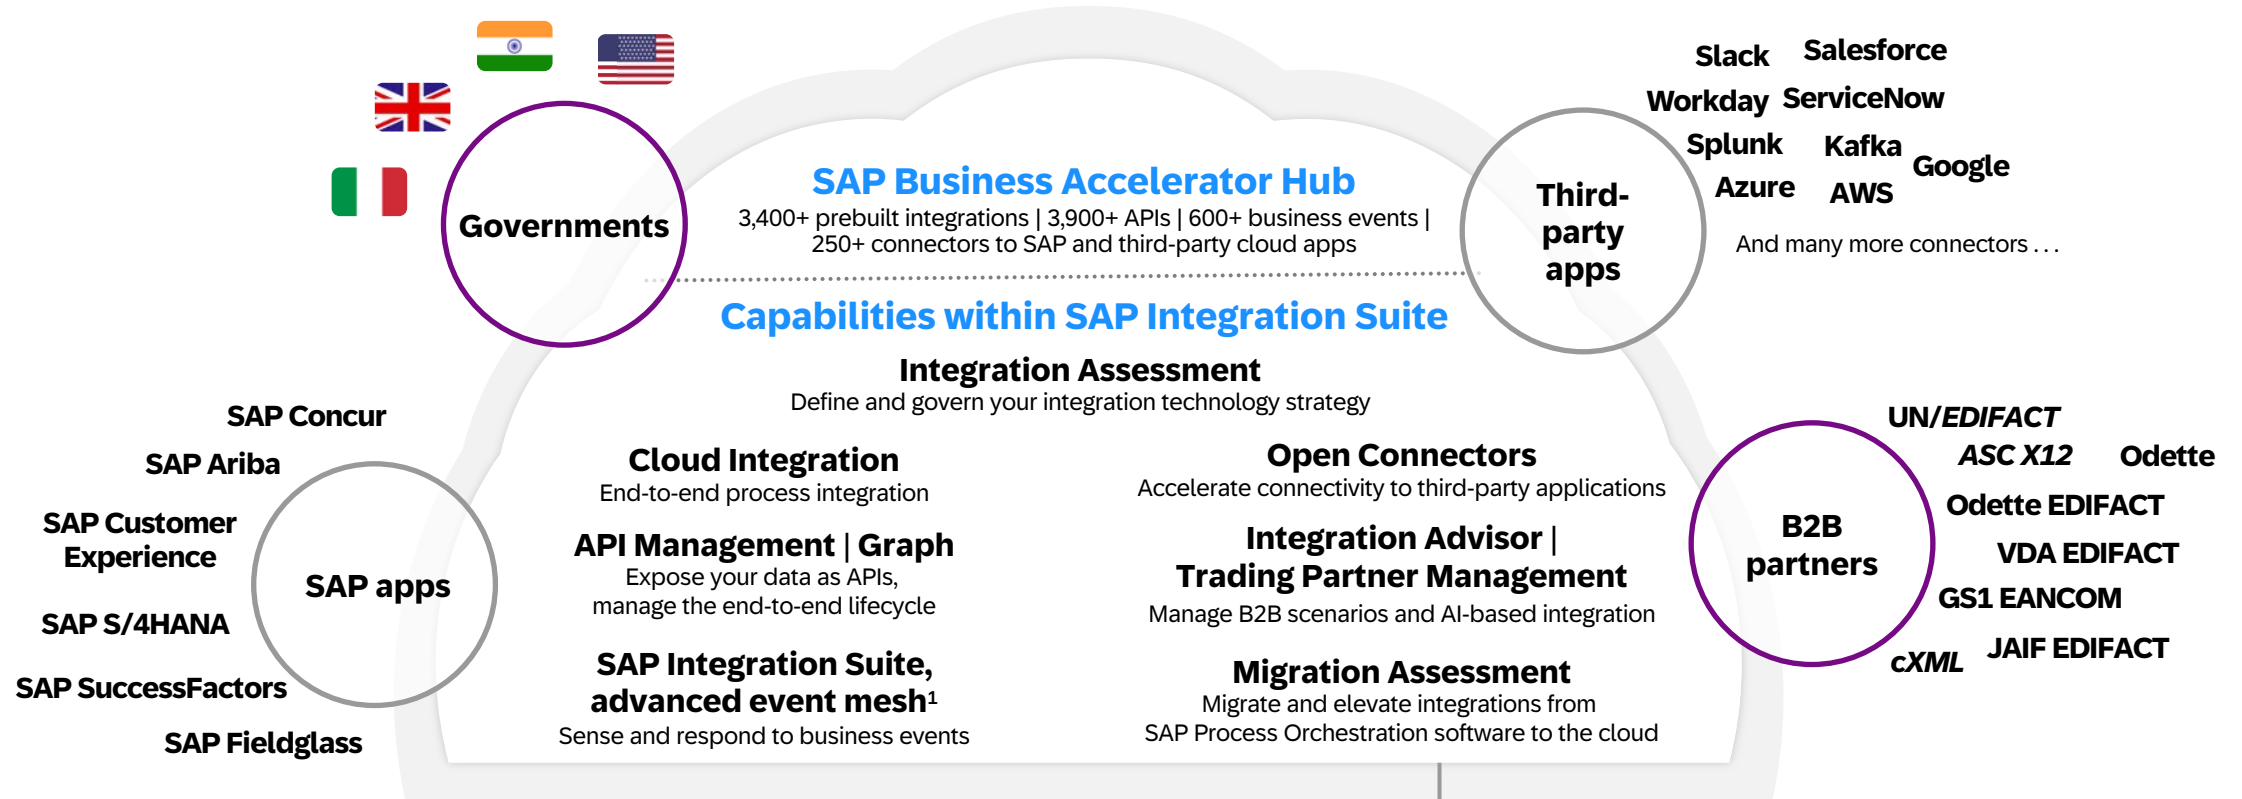 Governments
SAP Business Accelerator Hub
3,400+ prebuilt integrations | 3,900+ APIs | 600+ business events |
250+ connectors to SAP and third-party cloud apps
Third-
party
apps
Slack
Salesforce
Workday
ServiceNow
Splunk
Kafka
Google
Azure
AWS
And many more connectors . . .
Capabilities within SAP Integration Suite
Integration Assessment
Define and govern your integration technology strategy
SAP Concur
SAP Ariba
SAP Customer
Experience
SAP S/4HANA
SAP SuccessFactors
SAP Fieldglass
SAP apps
Cloud Integration
End-to-end process integration
API Management | Graph
Expose your data as APIs,
manage the end-to-end lifecycle
SAP Integration Suite,
advanced event mesh¹
Sense and respond to business events
Open Connectors
Accelerate connectivity to third-party applications
Integration Advisor |
Trading Partner Management
Manage B2B scenarios and AI-based integration
Migration Assessment
Migrate and elevate integrations from
SAP Process Orchestration software to the cloud
B2B
partners
UN/EDIFACT
ASC X12
Odette
Odette EDIFACT
VDA EDIFACT
GS1 EANCOM
JAIF EDIFACT
cXML